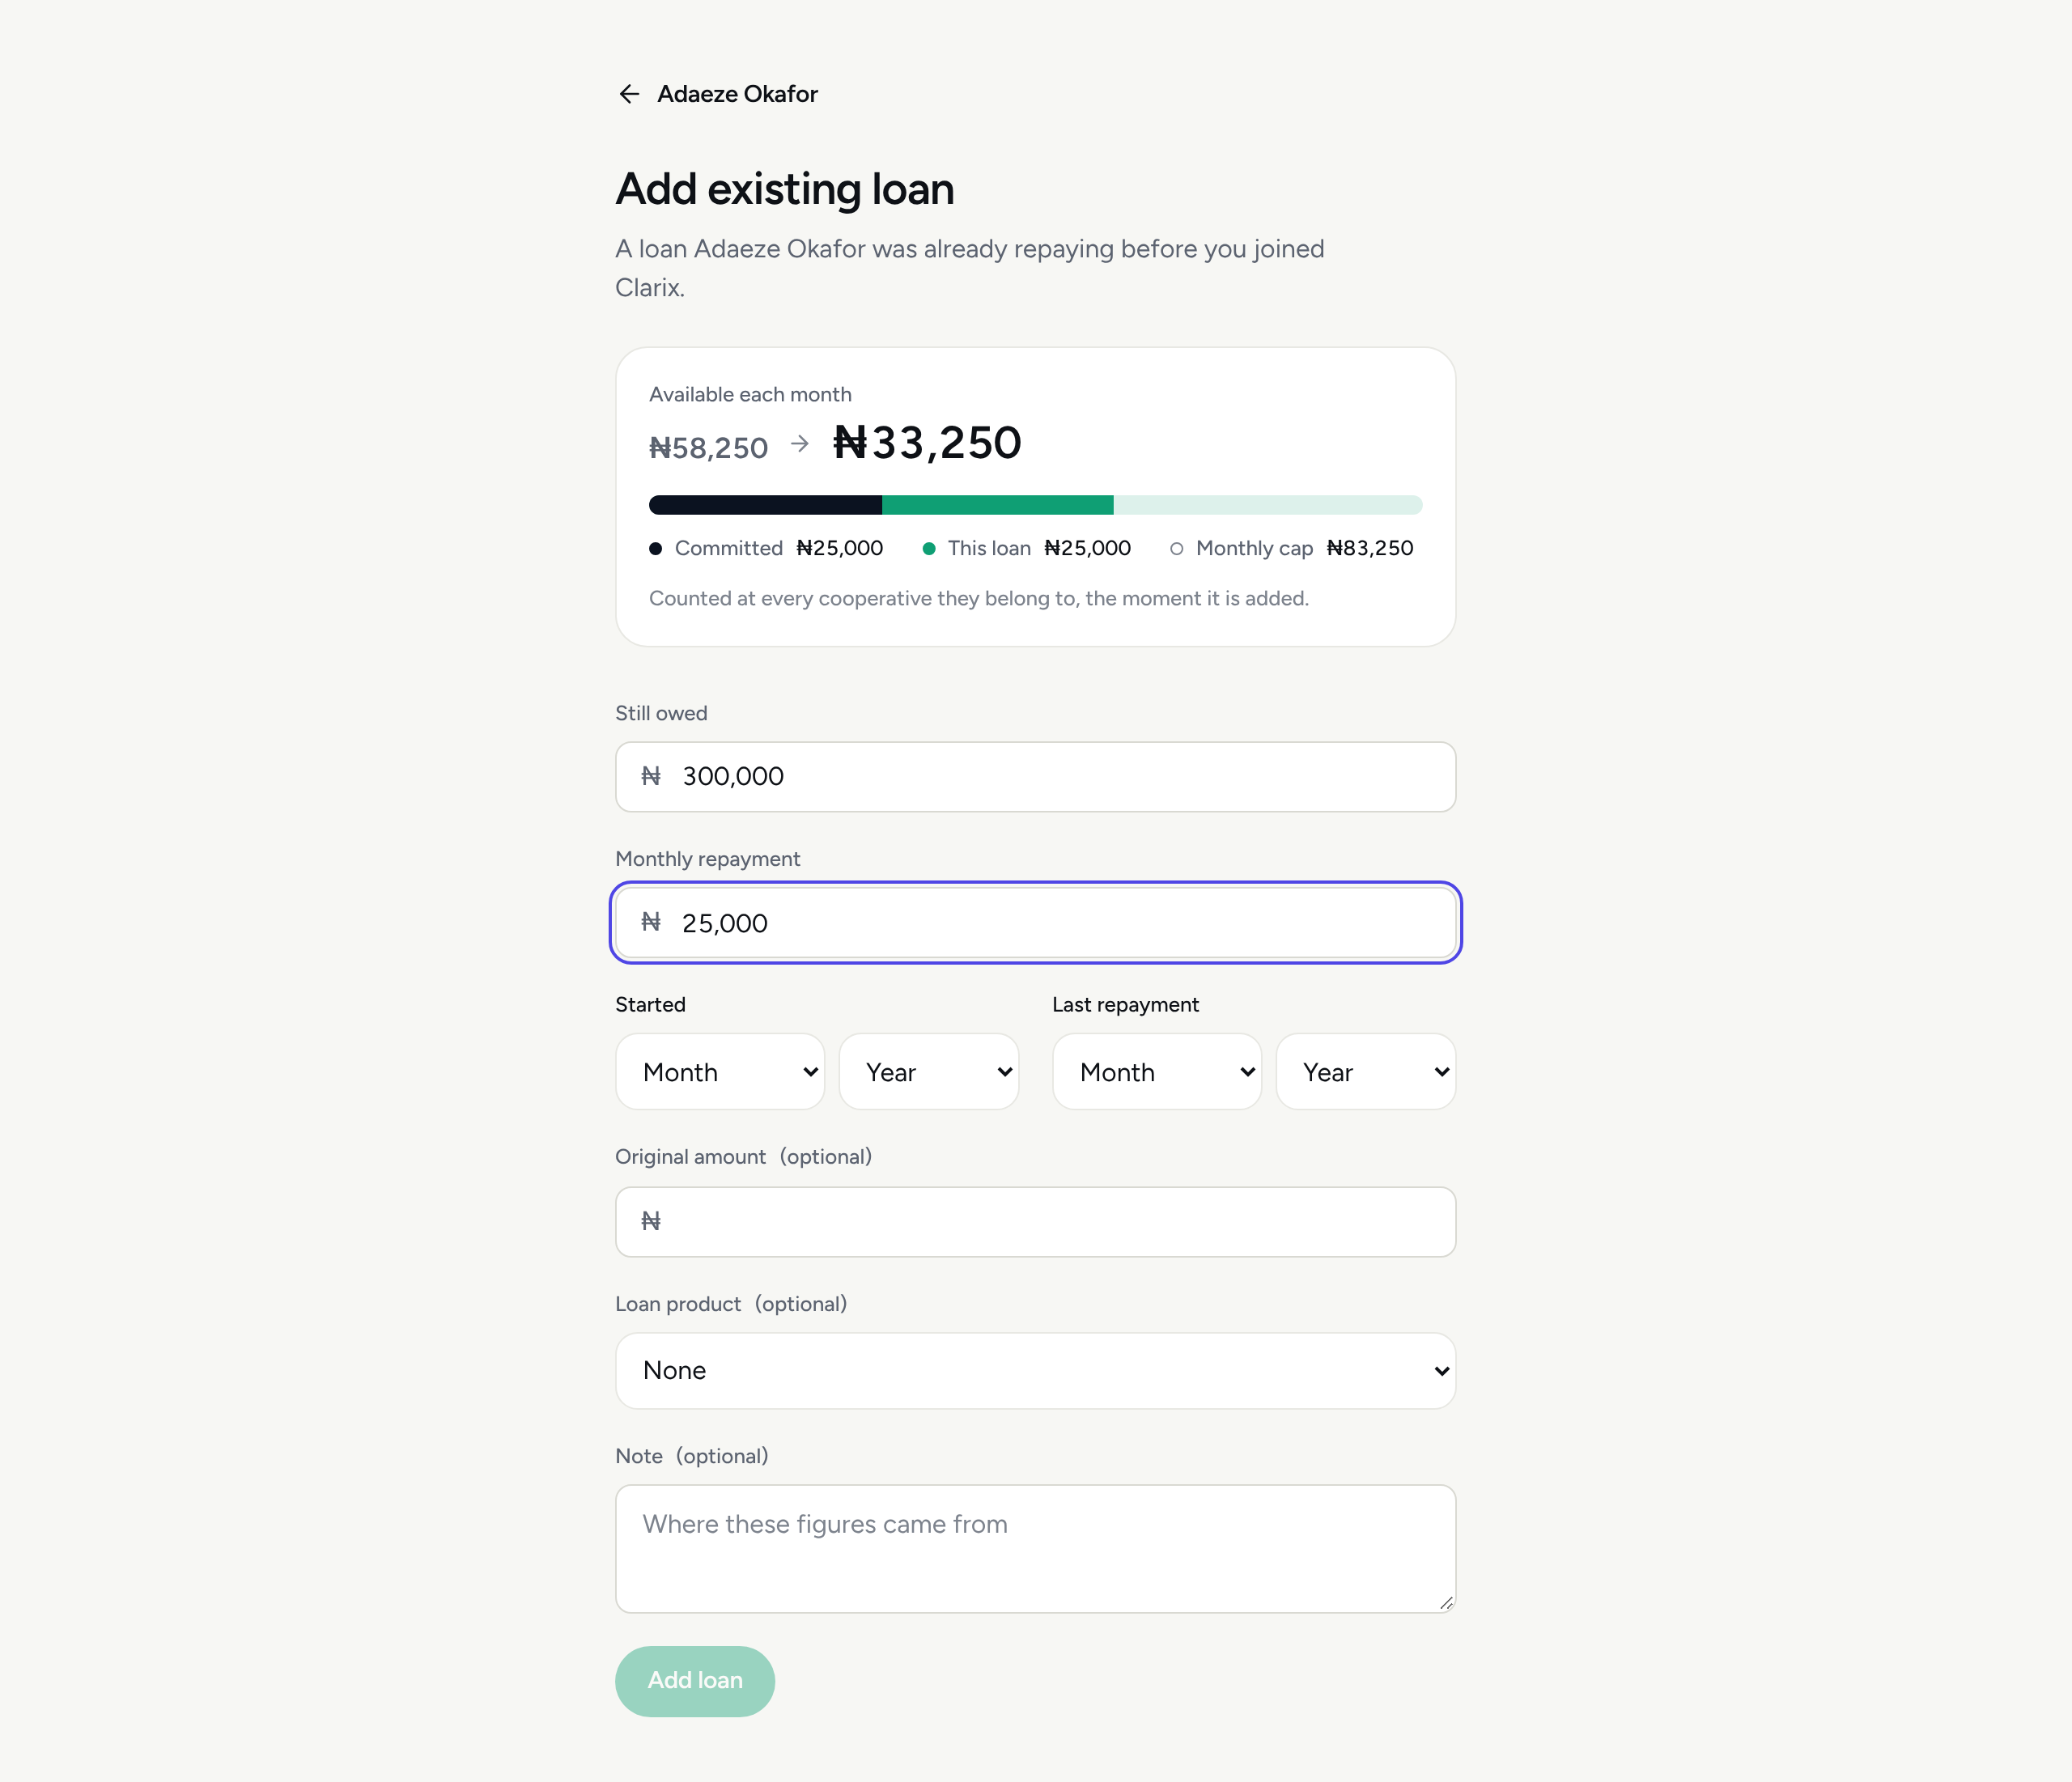 Adaeze Okafor
Add existing loan
A loan Adaeze Okafor was already repaying before you joined
Clarix.
Available each month
₦58,250 → ₦33,250
Committed ₦25,000 This loan ₦25,000 Monthly cap ₦83,250
Counted at every cooperative they belong to, the moment it is added.
Still owed
₦ 300,000
Monthly repayment
₦ 25,000
Started Last repayment
Month Year Month Year
Original amount (optional)
₦
Loan product (optional)
None
Note (optional)
Where these figures came from
Add loan